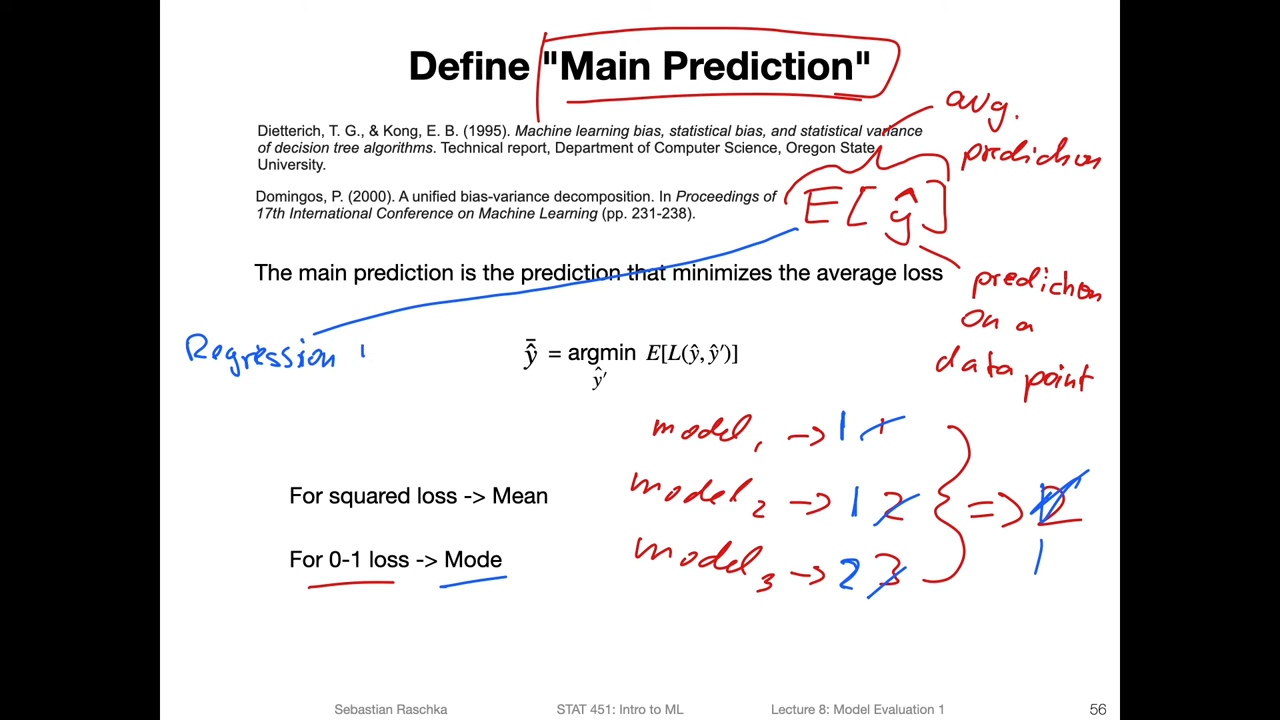 Define "Main Prediction"
avg.
prediction
Dietterich, T. G., & Kong, E. B. (1995). Machine learning bias, statistical bias, and statistical variance
of decision tree algorithms. Technical report, Department of Computer Science, Oregon State
University.
Domingos, P. (2000). A unified bias-variance decomposition. In Proceedings of
17th International Conference on Machine Learning (pp. 231-238).
E[ŷ]
The main prediction is the prediction that minimizes the average loss
prediction
on a
data point
Regression
ŷ̄ = argmin E[L(ŷ, ŷ′)]
ŷ′
model₁ -> 1
model₂ -> 1 2
model₃ -> 2 3
=> 2
1
For squared loss -> Mean
For 0-1 loss -> Mode
Sebastian Raschka STAT 451: Intro to ML Lecture 8: Model Evaluation 1 56